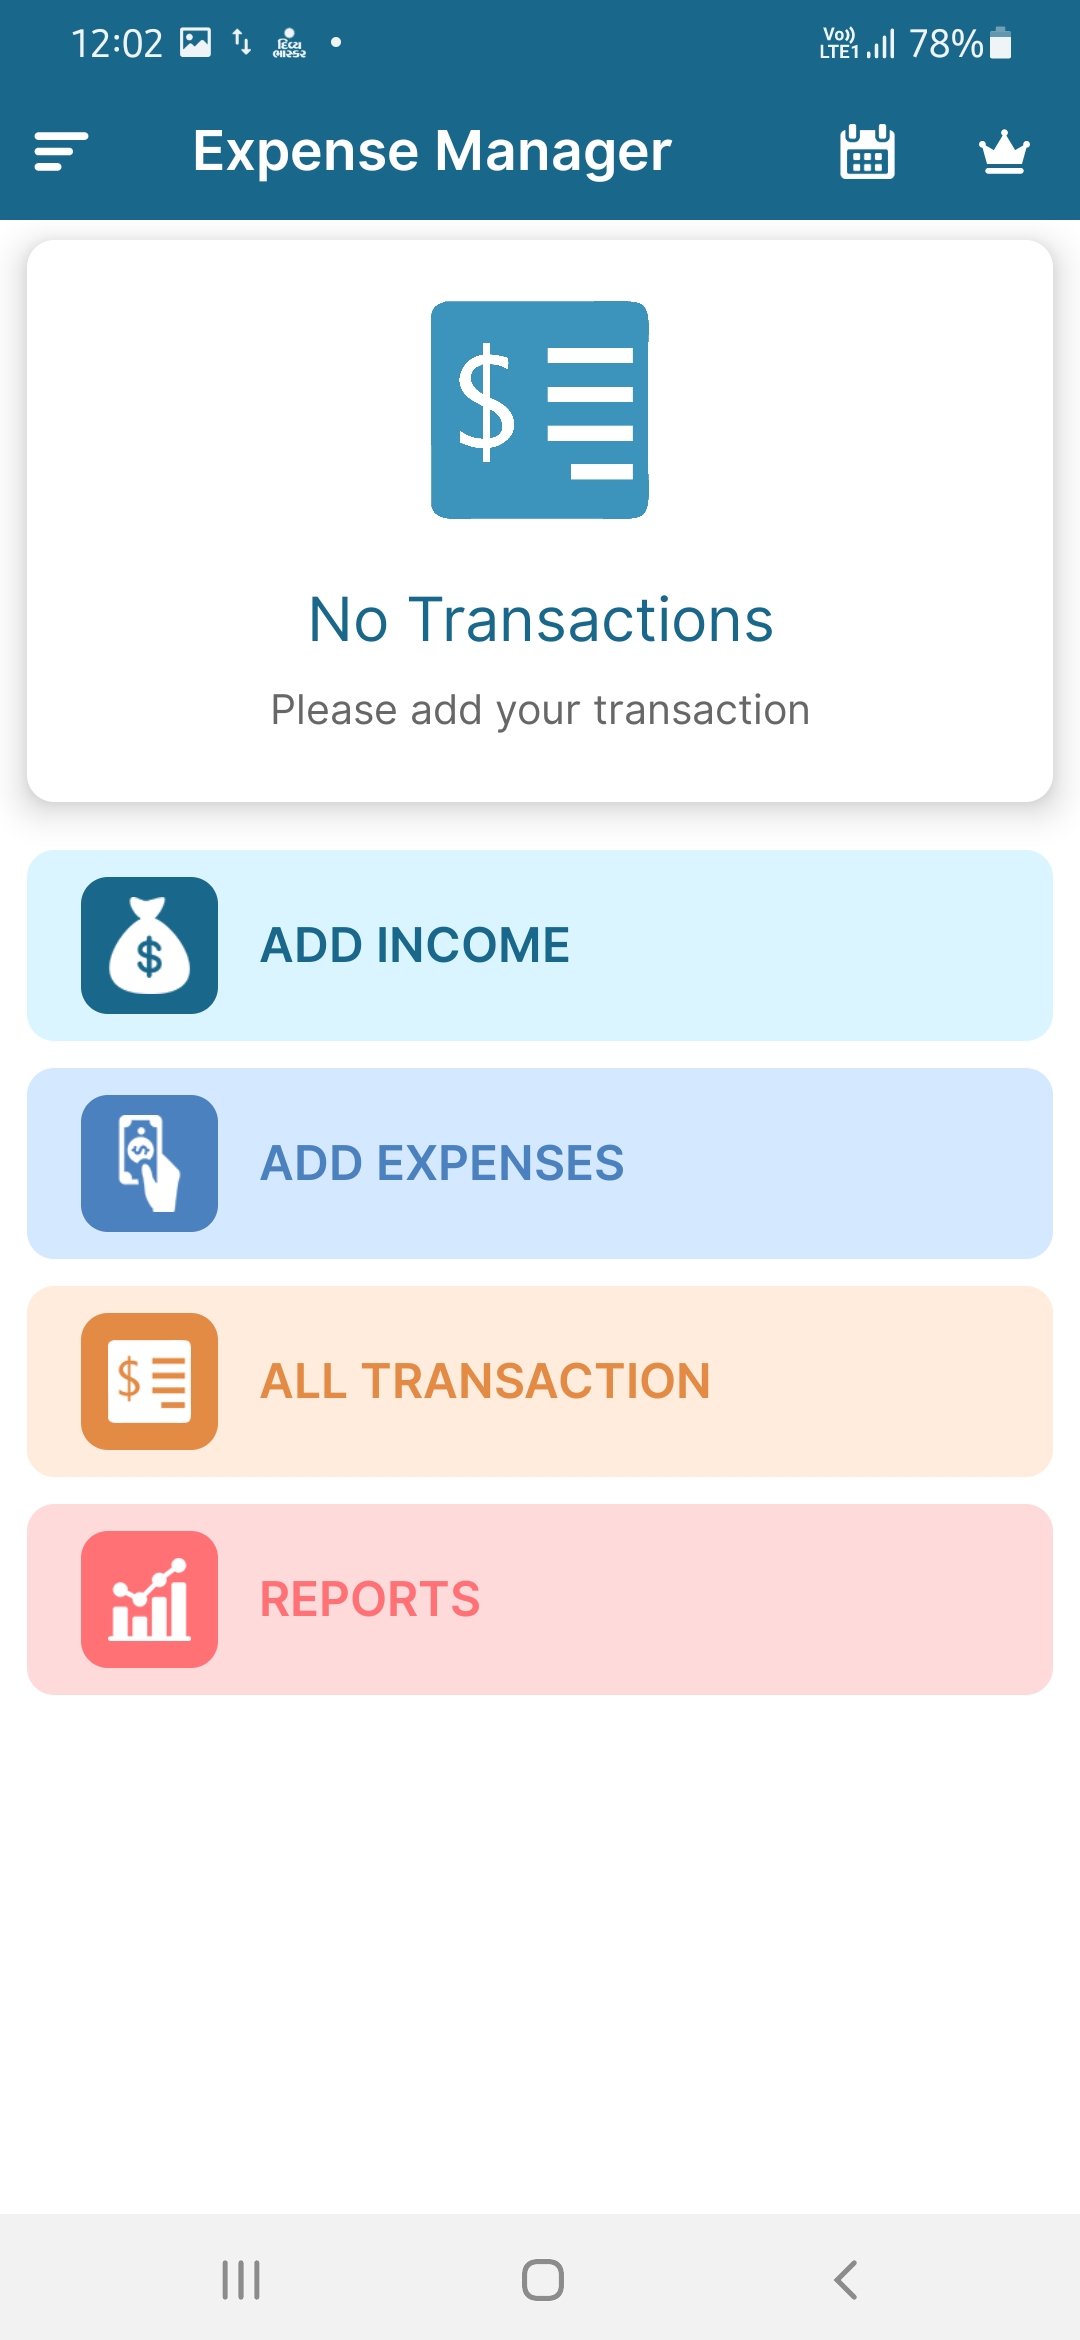 12:02 દિવ્ય ભાસ્કર Vo)) LTE1 78%
Expense Manager
$
No Transactions
Please add your transaction
$ ADD INCOME
$ ADD EXPENSES
$ ALL TRANSACTION
REPORTS